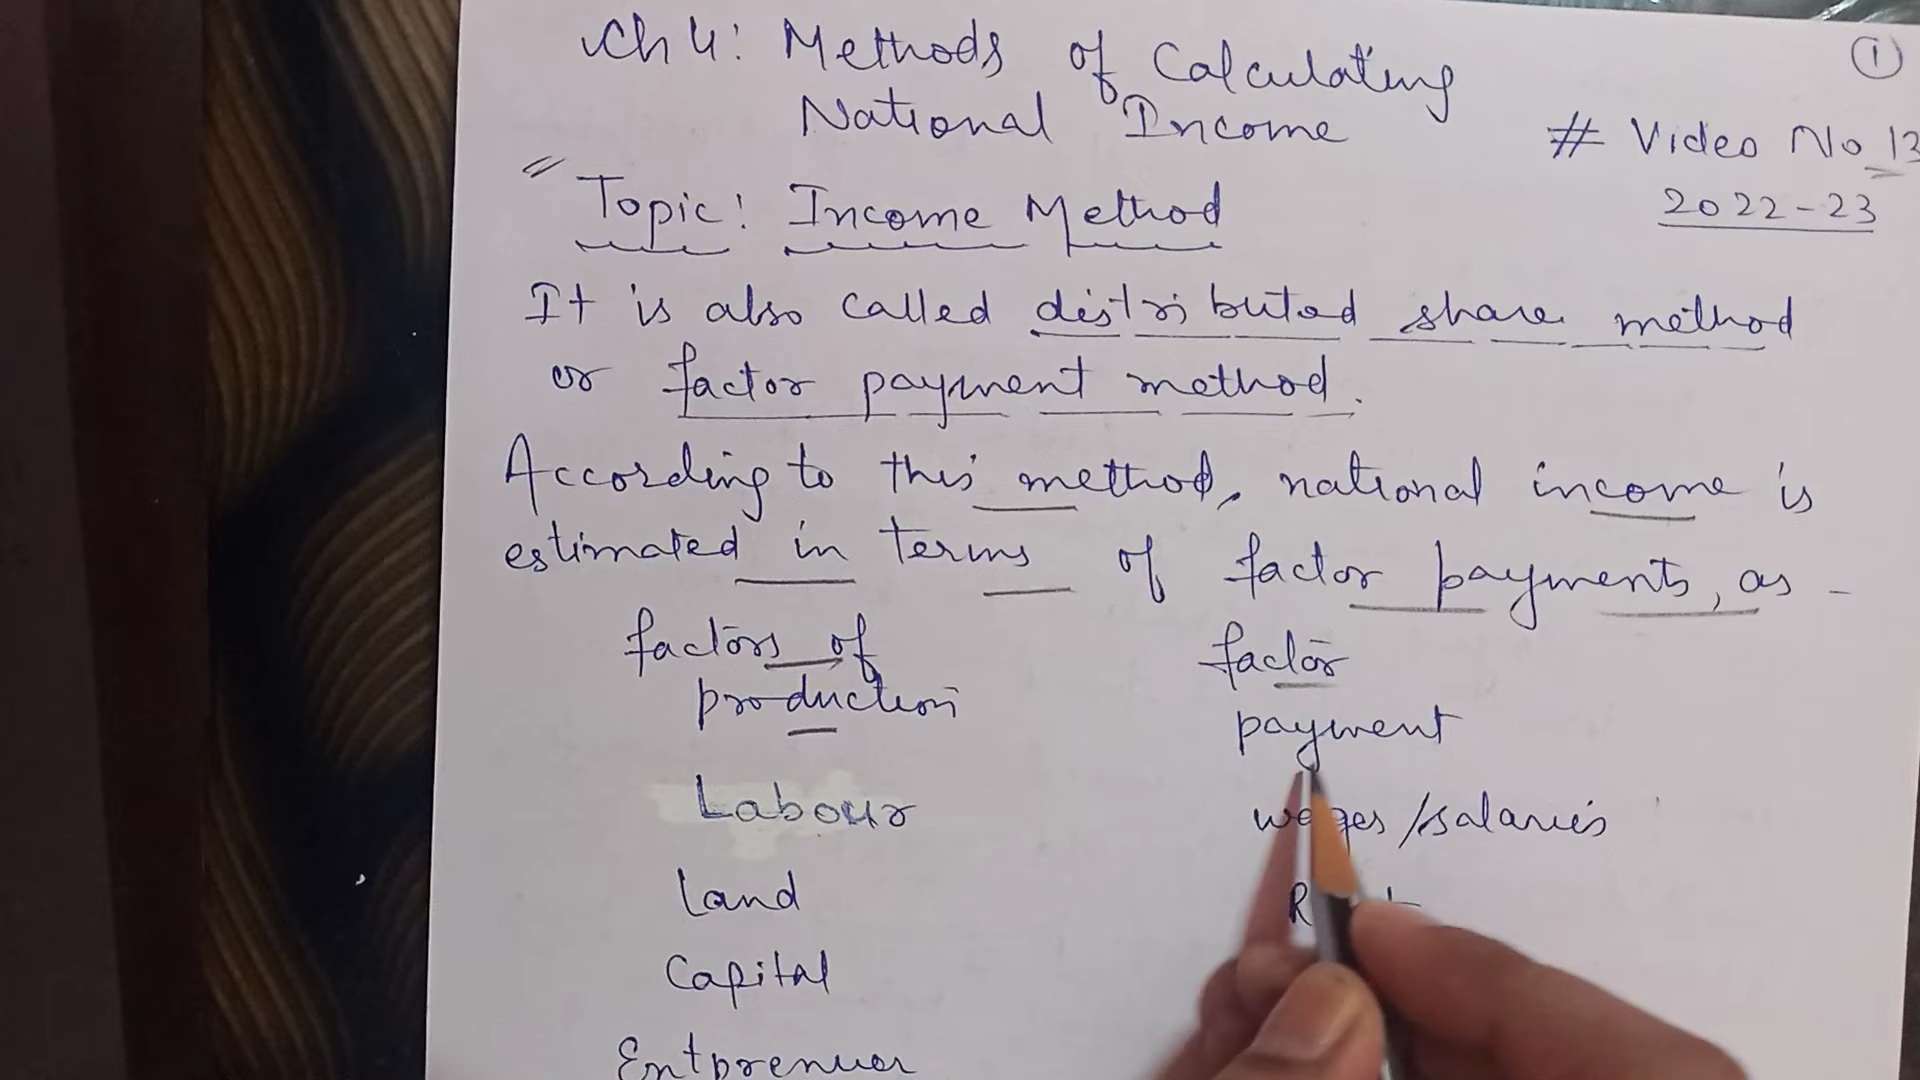 Ch 4: Methods of Calculating
National Income
①
# Video No 13
2022-23
Topic: Income Method
It is also called distributed share method
or factor payment method.
According to this method, national income is
estimated in terms of factor payments, as -
factors of
production
factor
payment
Labour
wages/salaries
Land
Capital
Entprenuer